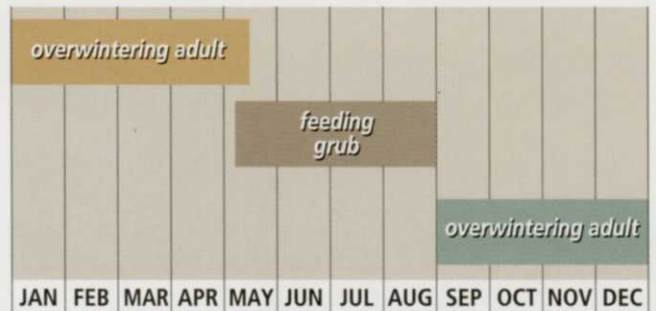 overwintering adult
feeding
grub
overwintering adult
JAN FEB MAR APR MAY JUN JUL AUG SEP OCT NOV DEC